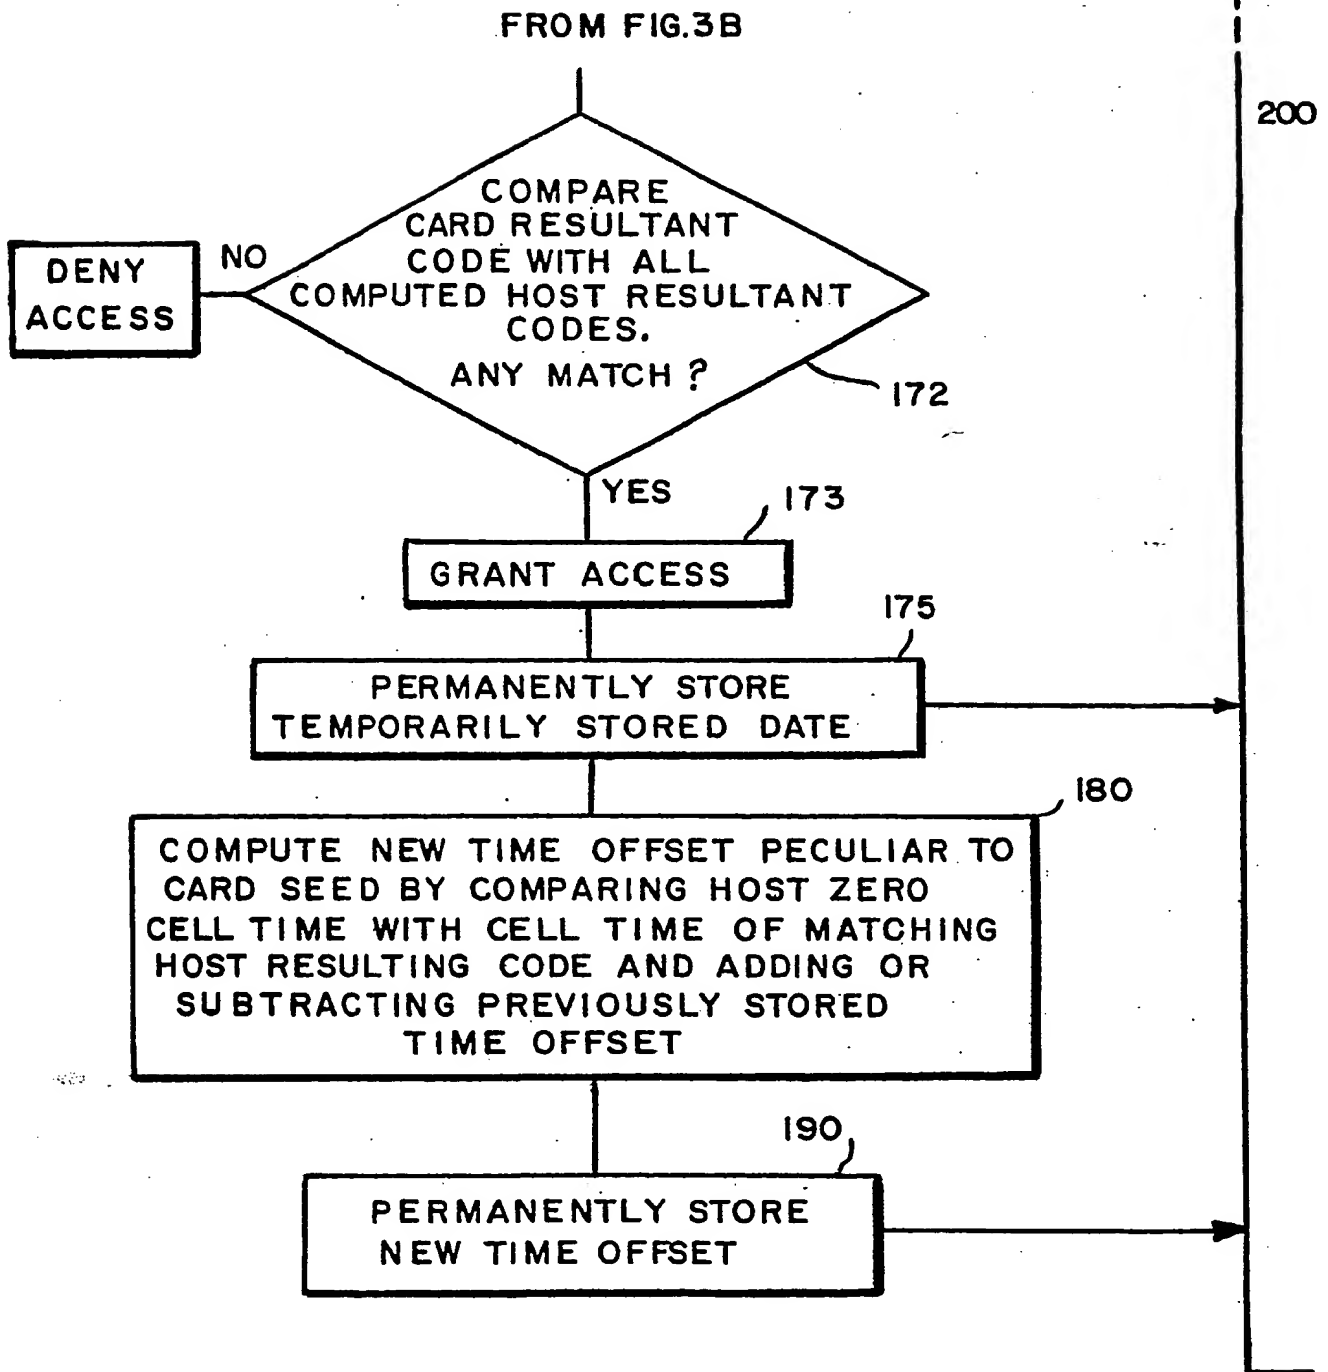 FROM FIG.3B
200
COMPARE
CARD RESULTANT
CODE WITH ALL
COMPUTED HOST RESULTANT
CODES.
ANY MATCH ?
NO
DENY
ACCESS
172
YES
173
GRANT ACCESS
175
PERMANENTLY STORE
TEMPORARILY STORED DATE
180
COMPUTE NEW TIME OFFSET PECULIAR TO
CARD SEED BY COMPARING HOST ZERO
CELL TIME WITH CELL TIME OF MATCHING
HOST RESULTING CODE AND ADDING OR
SUBTRACTING PREVIOUSLY STORED
TIME OFFSET
190
PERMANENTLY STORE
NEW TIME OFFSET